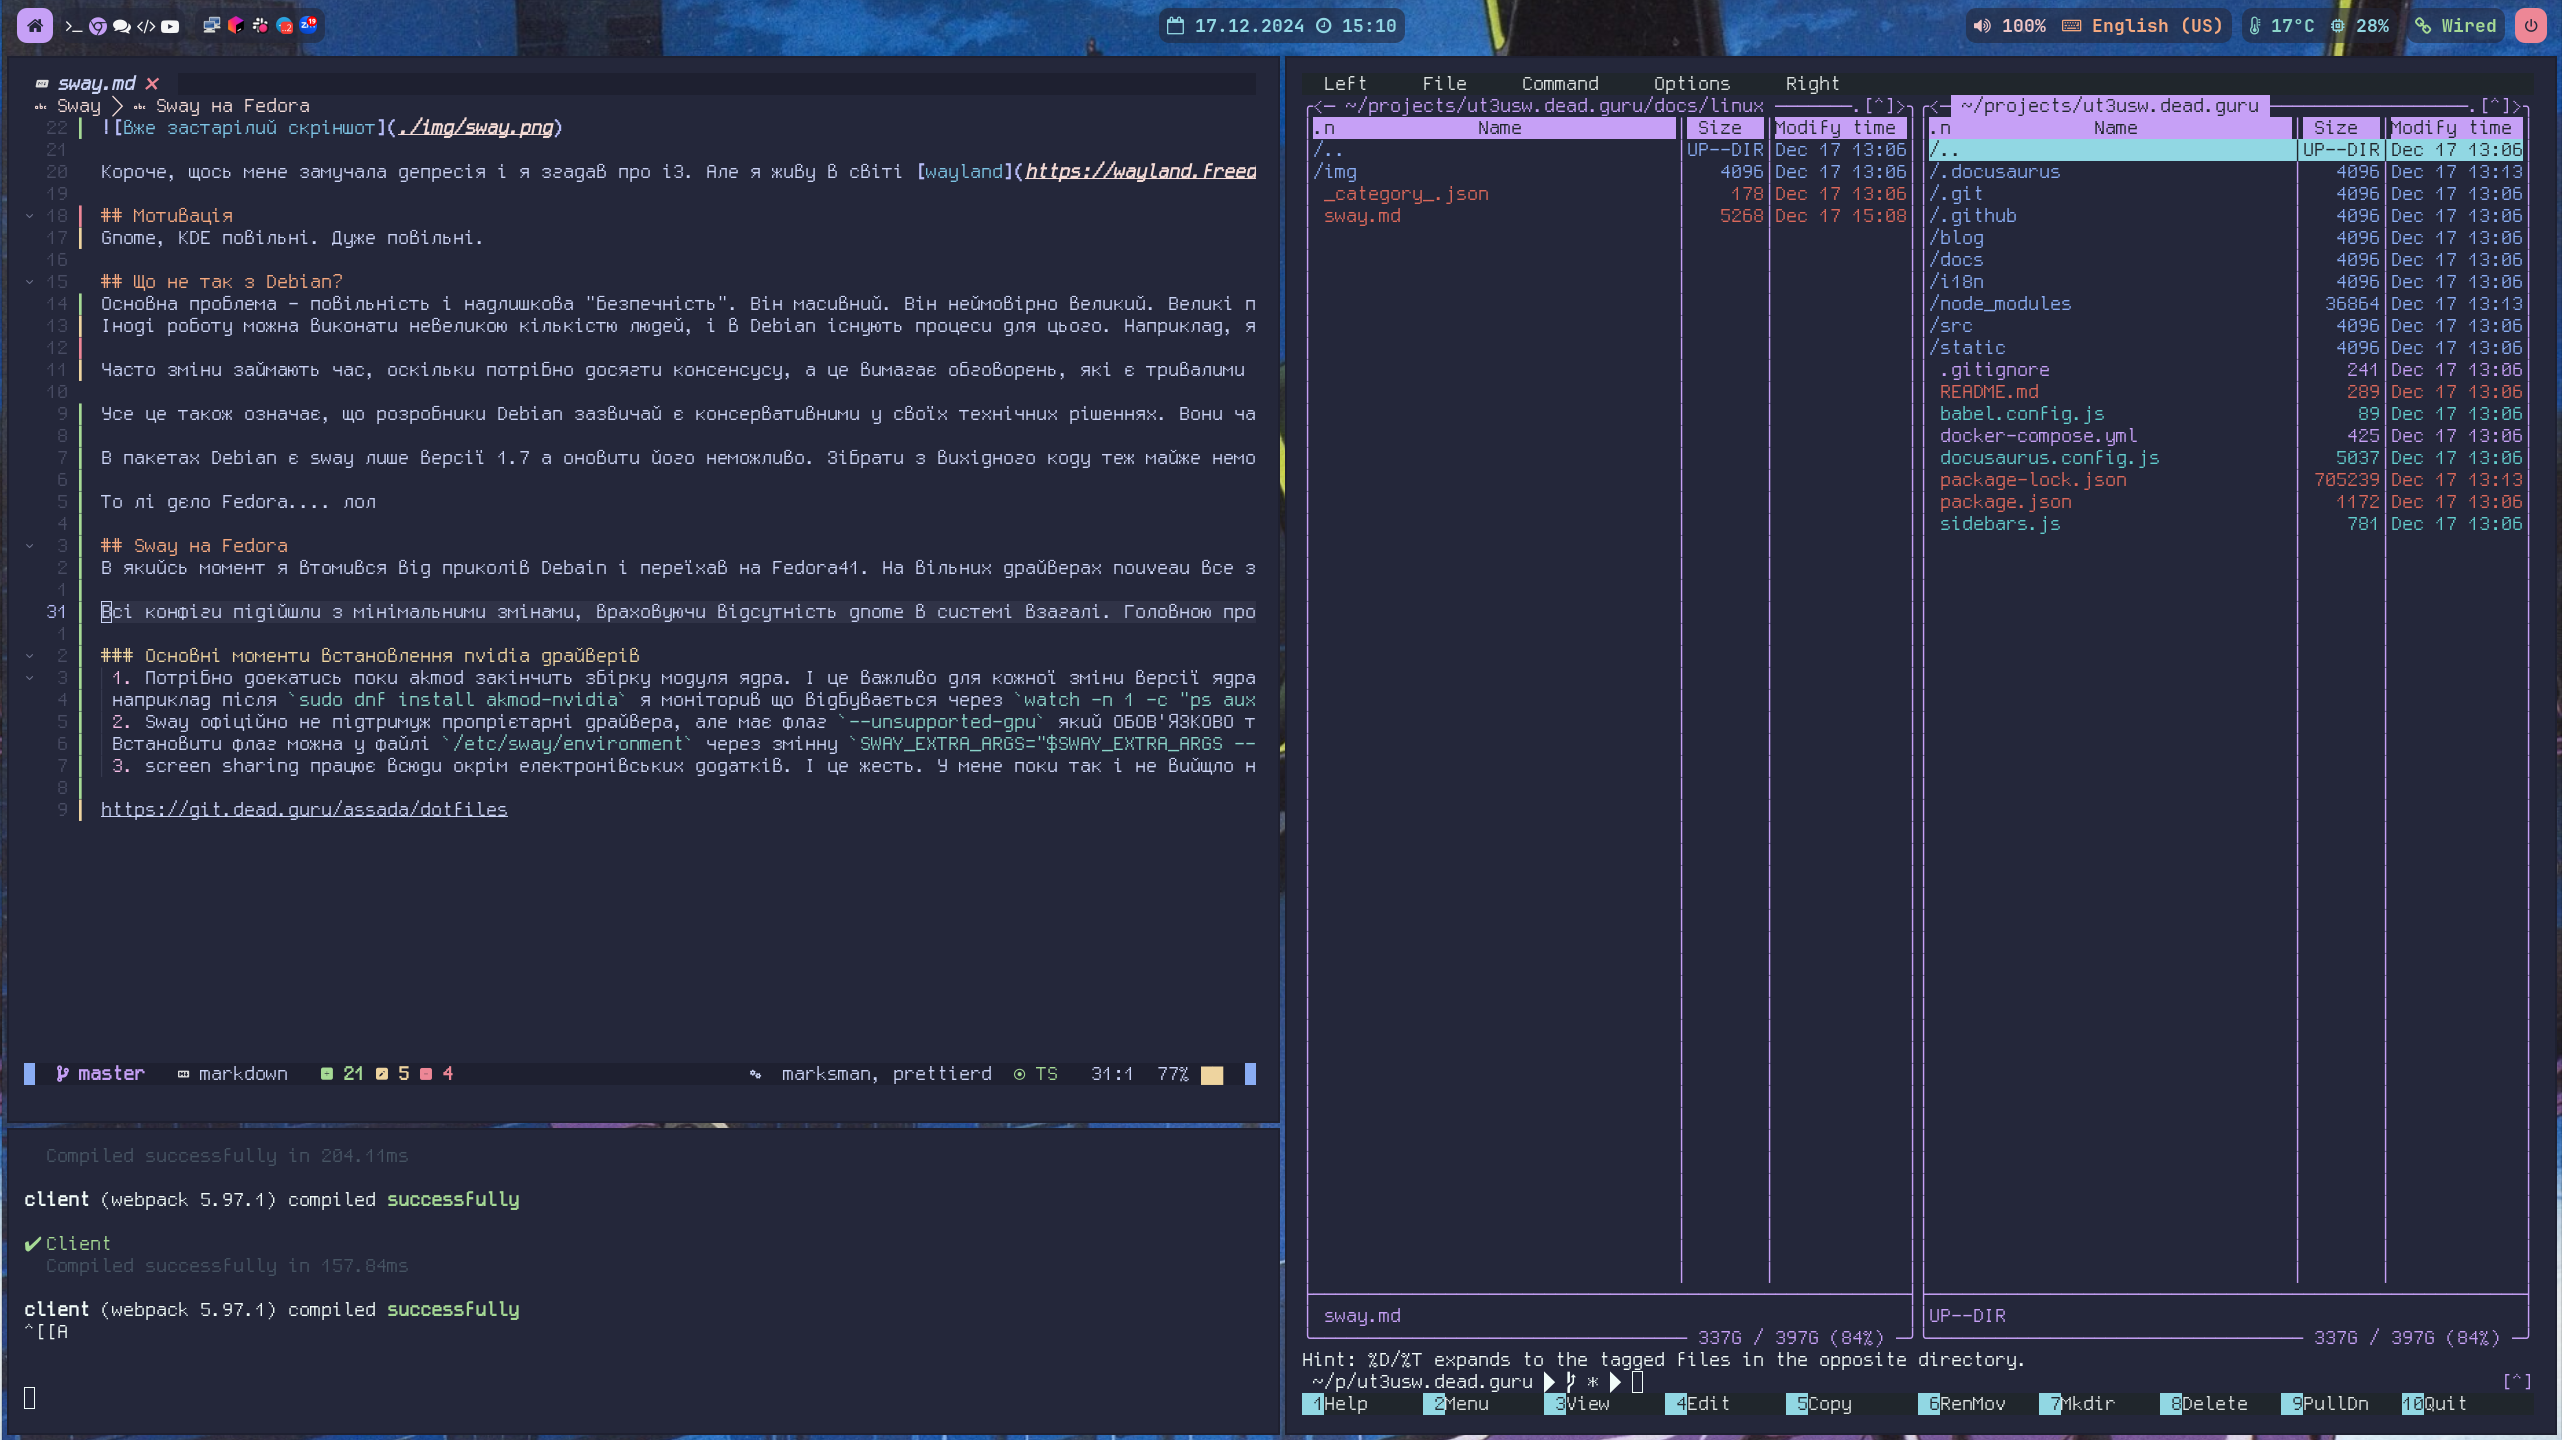 17.12.2024 15:10
100% English (US) 17°C 28% Wired
sway.md
Sway > Sway на Fedora
22 ![Вже застарілий скріншот](./img/sway.png)
21
20 Короче, щось мене замучала депресія і я згадав про i3. Але я живу в світі [wayland](https://wayland.freed
19
18 ## Мотивація
17 Gnome, KDE повільні. Дуже повільні.
16
15 ## Що не так з Debian?
14 Основна проблема - повільність і надлишкова "безпечність". Він масивний. Він неймовірно великий. Великі п
13 Іноді роботу можна виконати невеликою кількістю людей, і в Debian існують процеси для цього. Наприклад, я
12
11 Часто зміни займають час, оскільки потрібно досягти консенсусу, а це вимагає обговорень, які є тривалими
10
9 Усе це також означає, що розробники Debian зазвичай є консервативними у своїх технічних рішеннях. Вони ча
8
7 В пакетах Debian є sway лише версії 1.7 а оновити його неможливо. Зібрати з вихідного коду теж майже немо
6
5 То лі дєло Fedora.... лол
4
3 ## Sway на Fedora
2 В якийсь момент я втомився від приколів Debain і переїхав на Fedora41. На вільних драйверах nouveau все з
1
31 Всі конфіги підійшли з мінімальними змінами, враховуючи відсутність gnome в системі взагалі. Головною про
1
2 ### Основні моменти встановлення nvidia драйверів
3 1. Потрібно доекатись поки akmod закінчить збірку модуля ядра. І це важливо для кожної зміни версії ядра
4 наприклад після `sudo dnf install akmod-nvidia` я моніторив що відбувається через `watch -n 1 -c "ps aux
5 2. Sway офіційно не підтримуж пропрієтарні драйвера, але має флаг `--unsupported-gpu` який ОБОВ'ЯЗКОВО т
6 Встановити флаг можна у файлі `/etc/sway/environment` через змінну `SWAY_EXTRA_ARGS="$SWAY_EXTRA_ARGS --
7 3. screen sharing працює всюди окрім електронівських додатків. І це жесть. У мене поки так і не вийщло н
8
9 https://git.dead.guru/assada/dotfiles
master markdown 21 5 4 marksman, prettierd TS 31:1 77%
Compiled successfully in 204.11ms
client (webpack 5.97.1) compiled successfully
✔ Client
Compiled successfully in 157.84ms
client (webpack 5.97.1) compiled successfully
^[[A
Left File Command Options Right
<─ ~/projects/ut3usw.dead.guru/docs/linux .[^]>
.n Name Size Modify time
/.. UP--DIR Dec 17 13:06
/img 4096 Dec 17 13:06
_category_.json 178 Dec 17 13:06
sway.md 5268 Dec 17 15:08
sway.md
337G / 397G (84%)
<─ ~/projects/ut3usw.dead.guru .[^]>
.n Name Size Modify time
/.. UP--DIR Dec 17 13:06
/.docusaurus 4096 Dec 17 13:13
/.git 4096 Dec 17 13:06
/.github 4096 Dec 17 13:06
/blog 4096 Dec 17 13:06
/docs 4096 Dec 17 13:06
/i18n 4096 Dec 17 13:06
/node_modules 36864 Dec 17 13:13
/src 4096 Dec 17 13:06
/static 4096 Dec 17 13:06
.gitignore 241 Dec 17 13:06
README.md 289 Dec 17 13:06
babel.config.js 89 Dec 17 13:06
docker-compose.yml 425 Dec 17 13:06
docusaurus.config.js 5037 Dec 17 13:06
package-lock.json 705239 Dec 17 13:13
package.json 1172 Dec 17 13:06
sidebars.js 781 Dec 17 13:06
UP--DIR
337G / 397G (84%)
Hint: %D/%T expands to the tagged files in the opposite directory.
~/p/ut3usw.dead.guru * [^]
1Help 2Menu 3View 4Edit 5Copy 6RenMov 7Mkdir 8Delete 9PullDn 10Quit